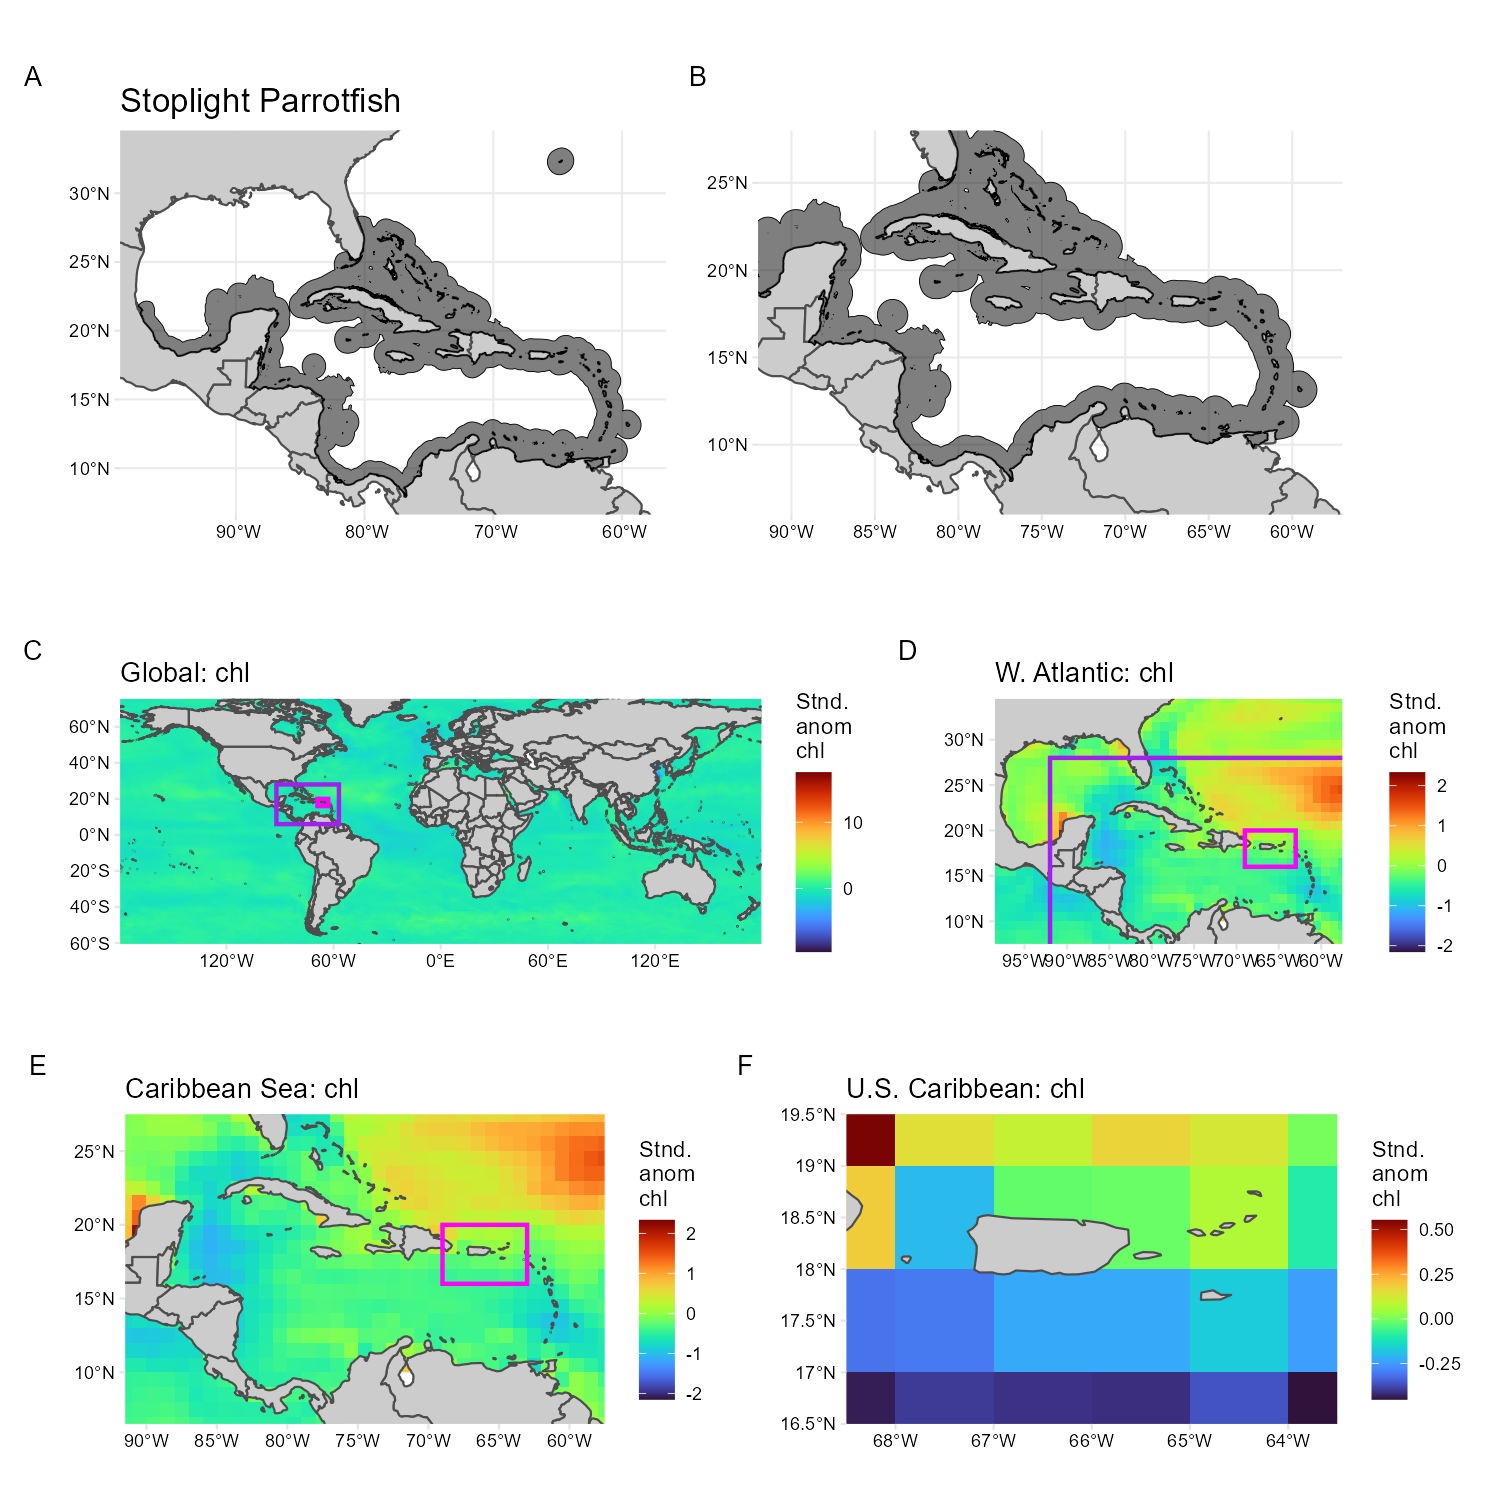 A
B
Stoplight Parrotfish
30°N
25°N
20°N
15°N
10°N
90°W
80°W
70°W
60°W
25°N
20°N
15°N
10°N
90°W
85°W
80°W
75°W
70°W
65°W
60°W
C
D
Global: chl
60°N
40°N
20°N
0°N
20°S
40°S
60°S
120°W
60°W
0°E
60°E
120°E
Stnd.
anom
chl
10
0
W. Atlantic: chl
30°N
25°N
20°N
15°N
10°N
95°W
90°W
85°W
80°W
75°W
70°W
65°W
60°W
Stnd.
anom
chl
2
1
0
-1
-2
E
F
Caribbean Sea: chl
25°N
20°N
15°N
10°N
90°W
85°W
80°W
75°W
70°W
65°W
60°W
Stnd.
anom
chl
2
1
0
-1
-2
U.S. Caribbean: chl
19.5°N
19°N
18.5°N
18°N
17.5°N
17°N
16.5°N
68°W
67°W
66°W
65°W
64°W
Stnd.
anom
chl
0.50
0.25
0.00
-0.25